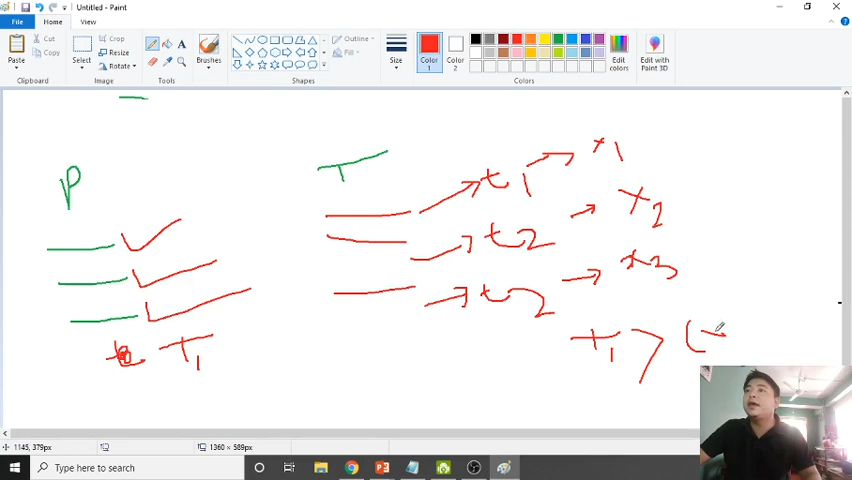 Untitled - Paint
File
Home
View
Paste
Cut
Copy
Clipboard
Select
Crop
Resize
Rotate
Image
Tools
Brushes
Shapes
Outline
Fill
Size
Color 1
Color 2
Colors
Edit colors
Edit with Paint 3D
P
T
t1 → x1
t2 → x2
t2 → x3
T1
T1 > (
1145, 379px
1360 × 589px
Type here to search